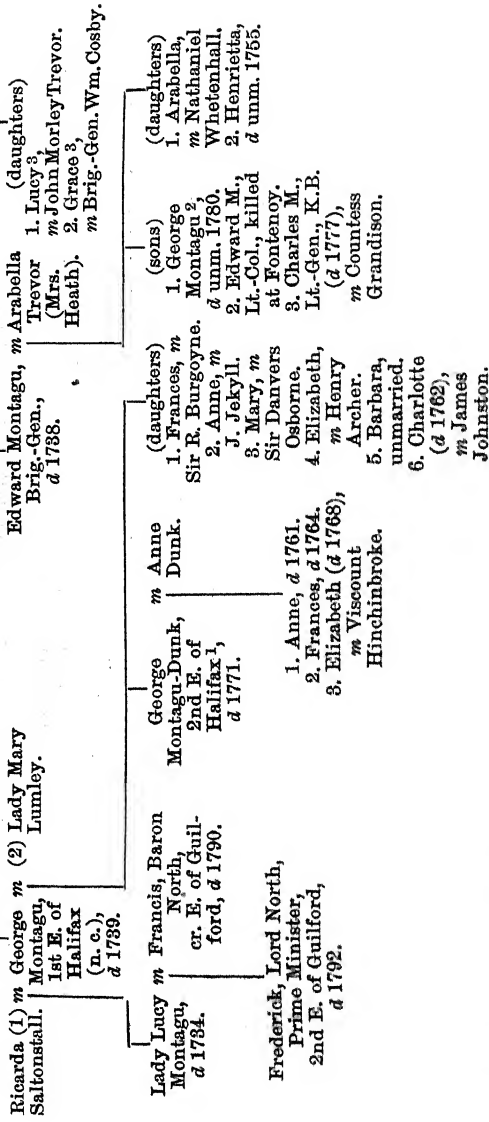 Ricarda (1) m George m (2) Lady Mary
Saltonstall. Montagu, Lumley.
1st E. of
Halifax
(n. c.),
d 1739.
Edward Montagu, m Arabella
Brig.-Gen., Trevor
d 1738. (Mrs.
Heath).
(daughters)
1. Lucy 3,
m John Morley Trevor.
2. Grace 3,
m Brig.-Gen. Wm. Cosby.
Lady Lucy m Francis, Baron
Montagu, North,
d 1734. cr. E. of Guil-
ford, d 1790.
George m Anne
Montagu-Dunk, Dunk.
2nd E. of
Halifax 1,
d 1771.
(daughters)
1. Frances, m
Sir R. Burgoyne.
2. Anne, m
J. Jekyll.
3. Mary, m
Sir Danvers
Osborne.
4. Elizabeth,
m Henry
Archer.
5. Barbara,
unmarried.
6. Charlotte
(d 1762),
m James
Johnston.
(sons)
1. George
Montagu 2,
d unm. 1780.
2. Edward M.,
Lt.-Col., killed
at Fontenoy.
3. Charles M.,
Lt.-Gen., K.B.
(d 1777),
m Countess
Grandison.
(daughters)
1. Arabella,
m Nathaniel
Whetenhall.
2. Henrietta,
d unm. 1755.
Frederick, Lord North,
Prime Minister,
2nd E. of Guilford,
d 1792.
1. Anne, d 1761.
2. Frances, d 1764.
3. Elizabeth (d 1768),
m Viscount
Hinchinbroke.